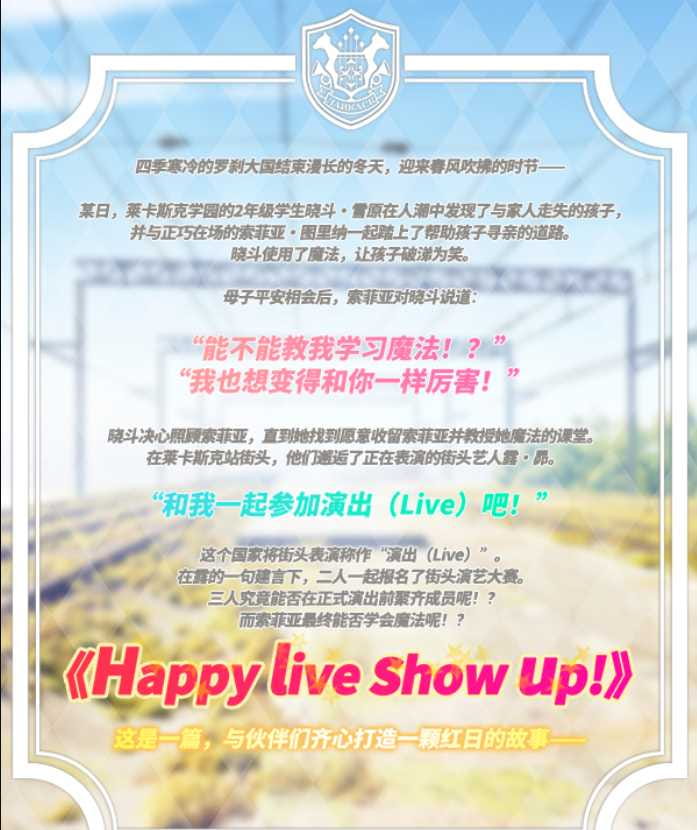 四季寒冷的罗刹大国结束漫长的冬天，迎来春风吹拂的时节——
某日，莱卡斯克学园的2年级学生晓斗·雪原在人潮中发现了与家人走失的孩子，
并与正巧在场的索菲亚·图里纳一起踏上了帮助孩子寻亲的道路。
晓斗使用了魔法，让孩子破涕为笑。
母子平安相会后，索菲亚对晓斗说道：
“能不能教我学习魔法！？”
“我也想变得和你一样厉害！”
晓斗决心照顾索菲亚，直到她找到愿意收留索菲亚并教授她魔法的课堂。
在莱卡斯克站街头，他们邂逅了正在表演的街头艺人露·昴。
“和我一起参加演出（Live）吧！”
这个国家将街头表演称作“演出（Live）”。
在露的一句建言下，二人一起报名了街头演艺大赛。
三人究竟能否在正式演出前聚齐成员呢！？
而索菲亚最终能否学会魔法呢！？
《Happy live Show Up!》
这是一篇，与伙伴们齐心打造一颗红日的故事——